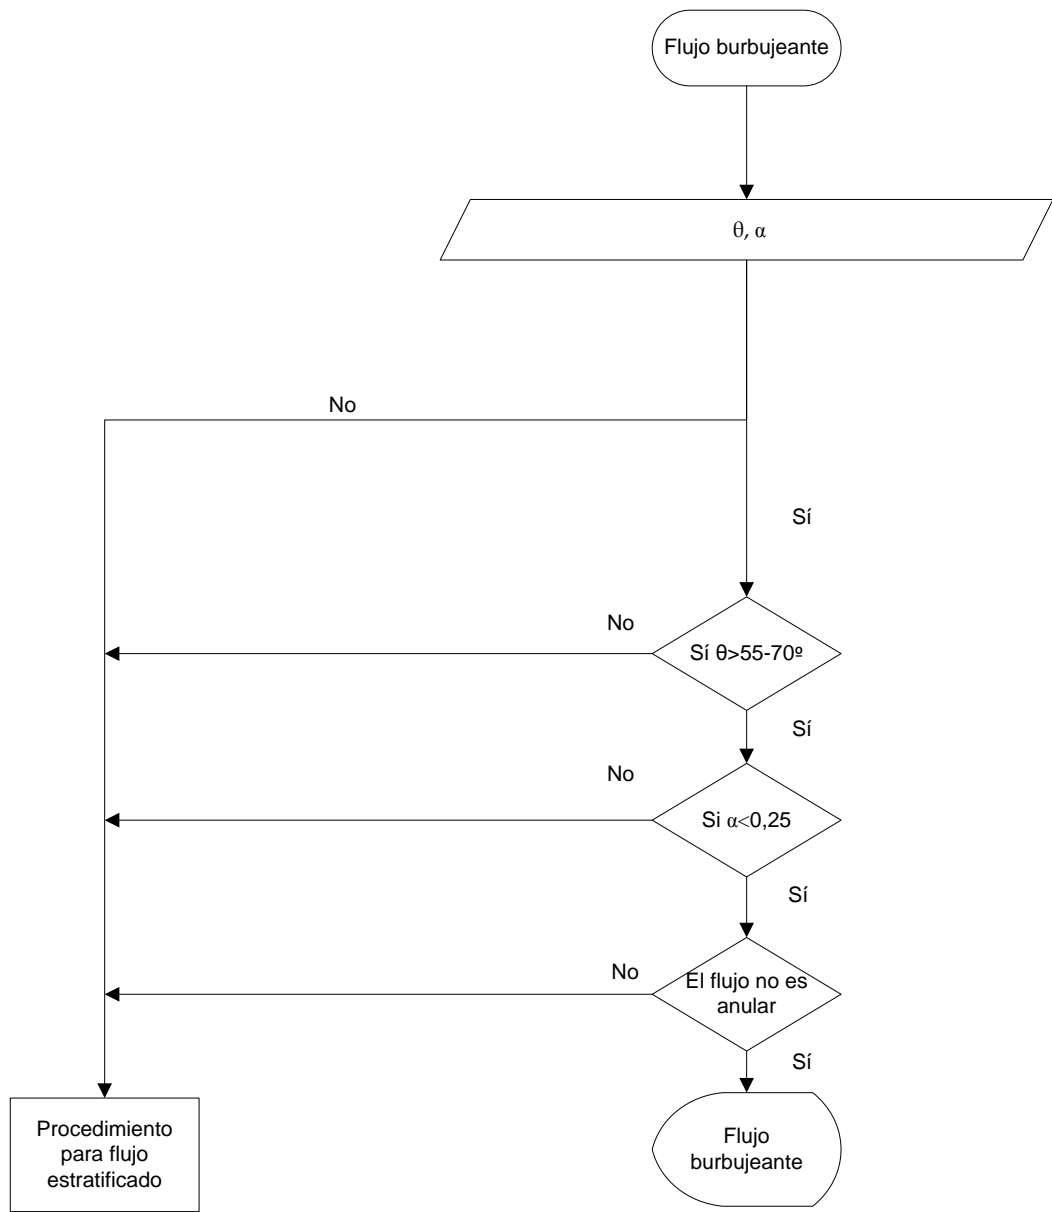 Flujo burbujeante
θ, α
No
Sí
No
Sí θ>55-70º
Sí
No
Si α<0,25
Sí
No
El flujo no es
anular
Sí
Procedimiento
para flujo
estratificado
Flujo
burbujeante